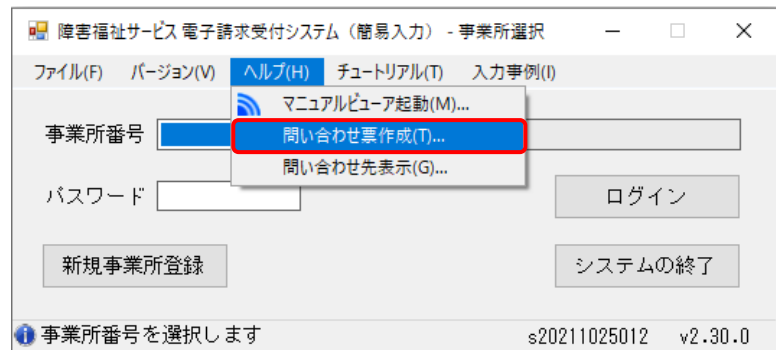 障害福祉サービス 電子請求受付システム（簡易入力） - 事業所選択
ファイル(F) バージョン(V) ヘルプ(H) チュートリアル(T) 入力事例(I)
マニュアルビューア起動(M)...
問い合わせ票作成(T)...
問い合わせ先表示(G)...
事業所番号
パスワード
ログイン
新規事業所登録
システムの終了
事業所番号を選択します
s20211025012 v2.30.0